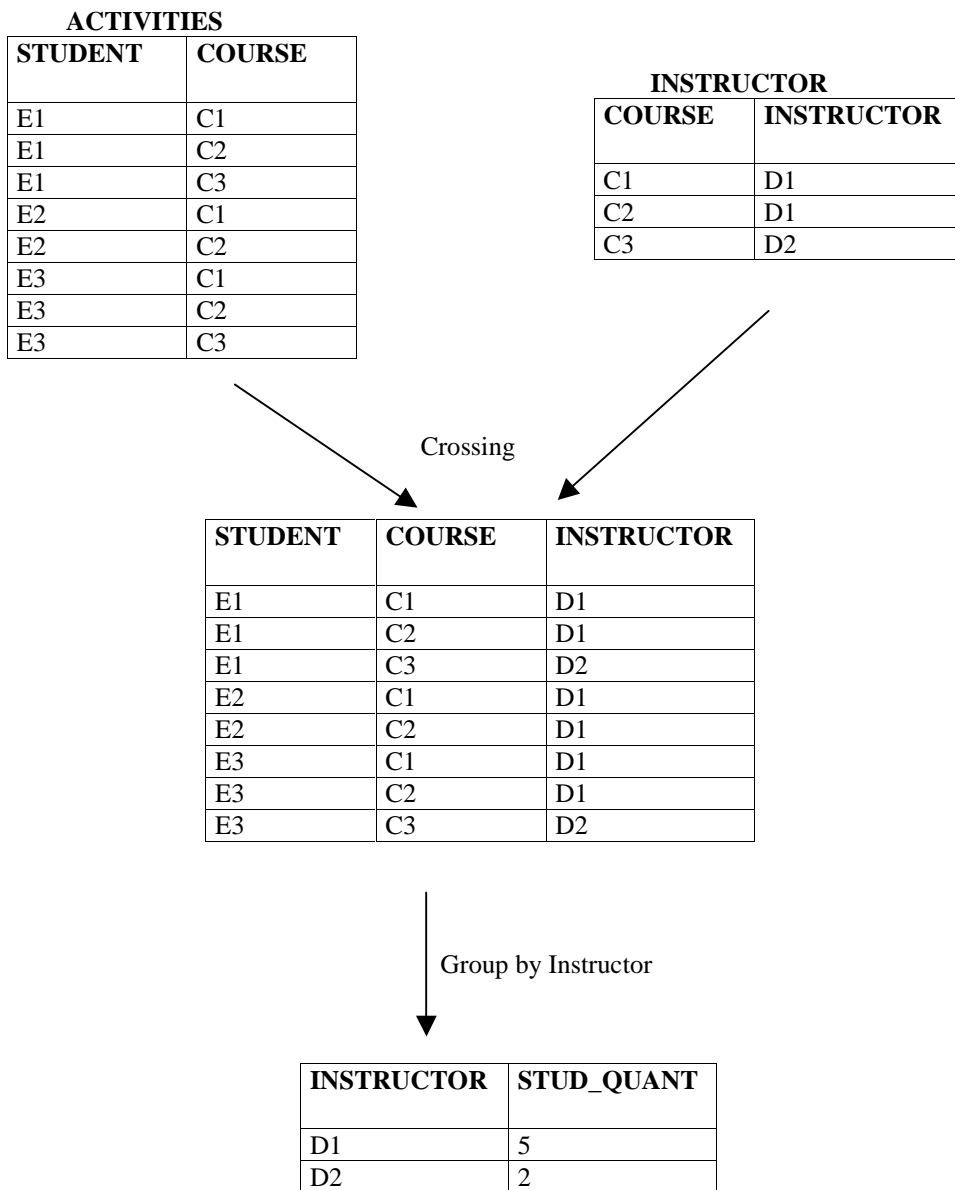 ACTIVITIES
STUDENT COURSE
E1 C1
E1 C2
E1 C3
E2 C1
E2 C2
E3 C1
E3 C2
E3 C3
INSTRUCTOR
COURSE INSTRUCTOR
C1 D1
C2 D1
C3 D2
Crossing
STUDENT COURSE INSTRUCTOR
E1 C1 D1
E1 C2 D1
E1 C3 D2
E2 C1 D1
E2 C2 D1
E3 C1 D1
E3 C2 D1
E3 C3 D2
Group by Instructor
INSTRUCTOR STUD_QUANT
D1 5
D2 2